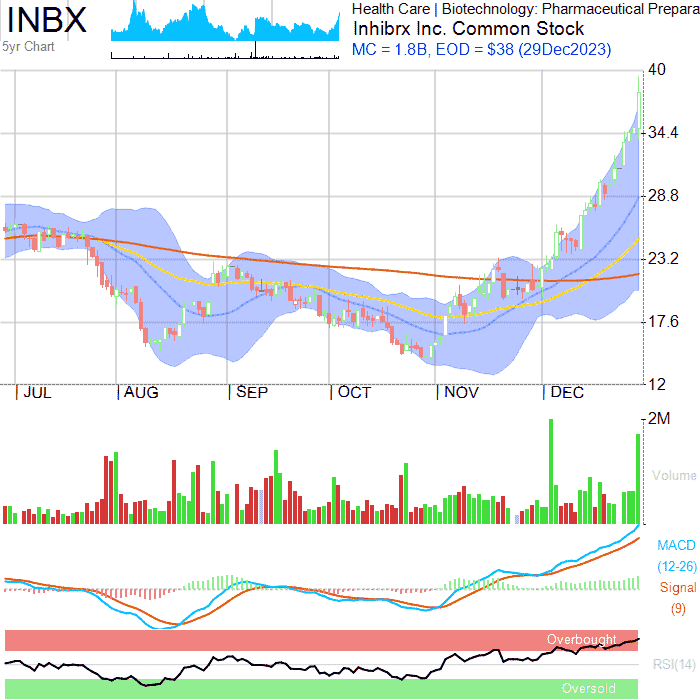 INBX
5yr Chart
Health Care | Biotechnology: Pharmaceutical Prepara
Inhibrx Inc. Common Stock
MC = 1.8B, EOD = $38 (29Dec2023)
40
34.4
28.8
23.2
17.6
12
JUL
AUG
SEP
OCT
NOV
DEC
2M
Volume
MACD
(12-26)
Signal
(9)
Overbought
RSI(14)
Oversold